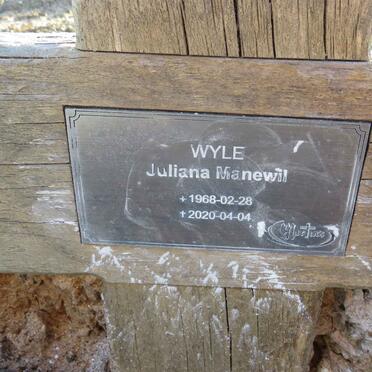 WYLE
Juliana Manewil
+ 1968-02-28
✝ 2020-04-04